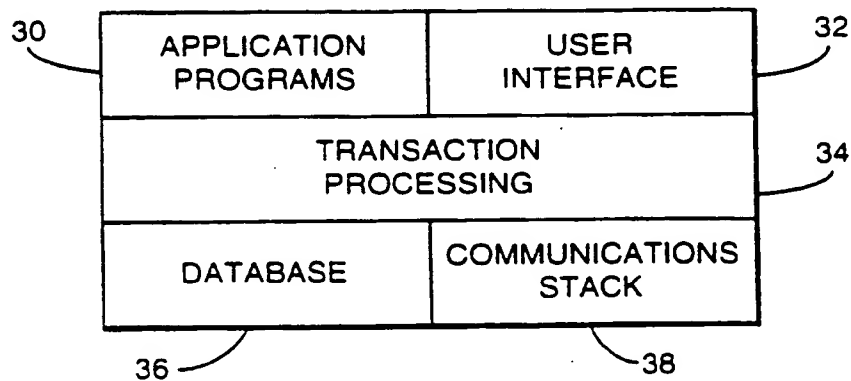 30
APPLICATION
PROGRAMS
USER
INTERFACE
32
TRANSACTION
PROCESSING
34
DATABASE
COMMUNICATIONS
STACK
36
38